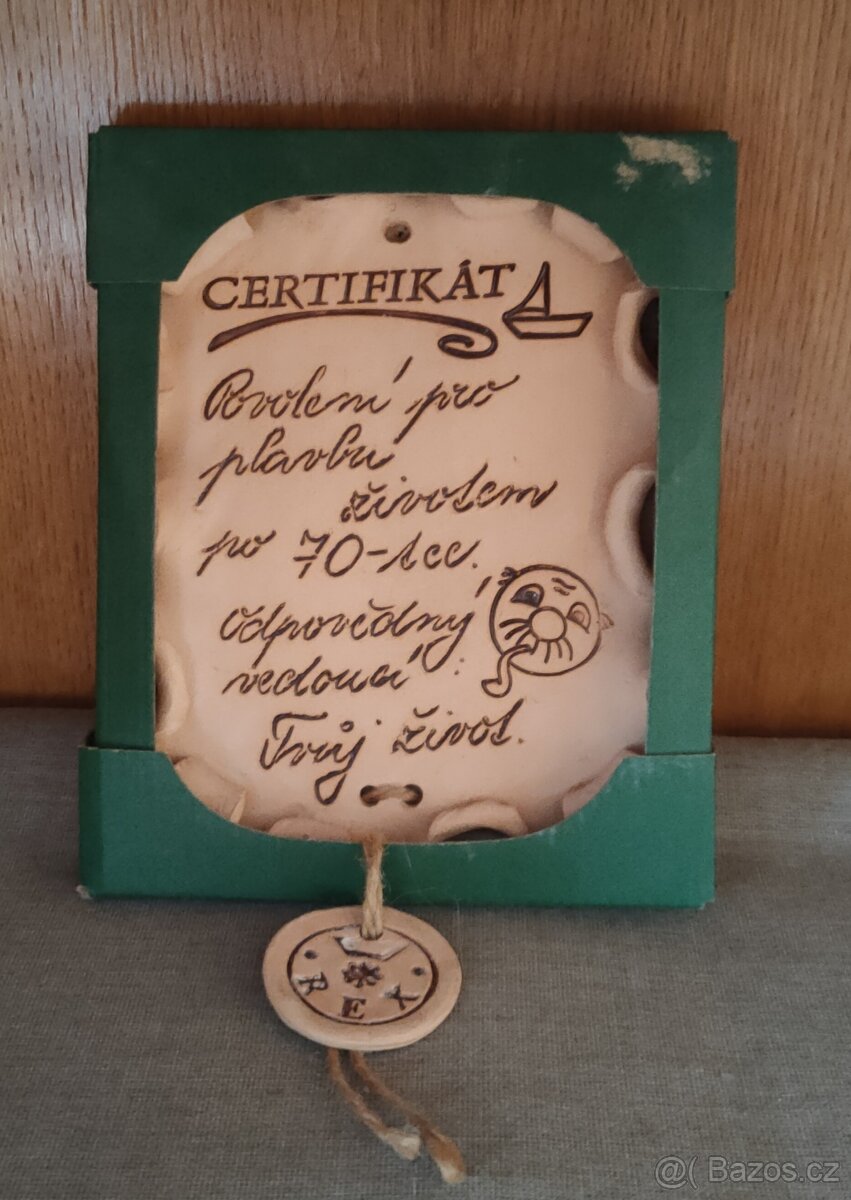 CERTIFIKÁT
Povolení pro
plavbu
životem
po 70-tce.
Odpovědný
vedoucí :
Tvůj život.
REX
@( Bazos.cz